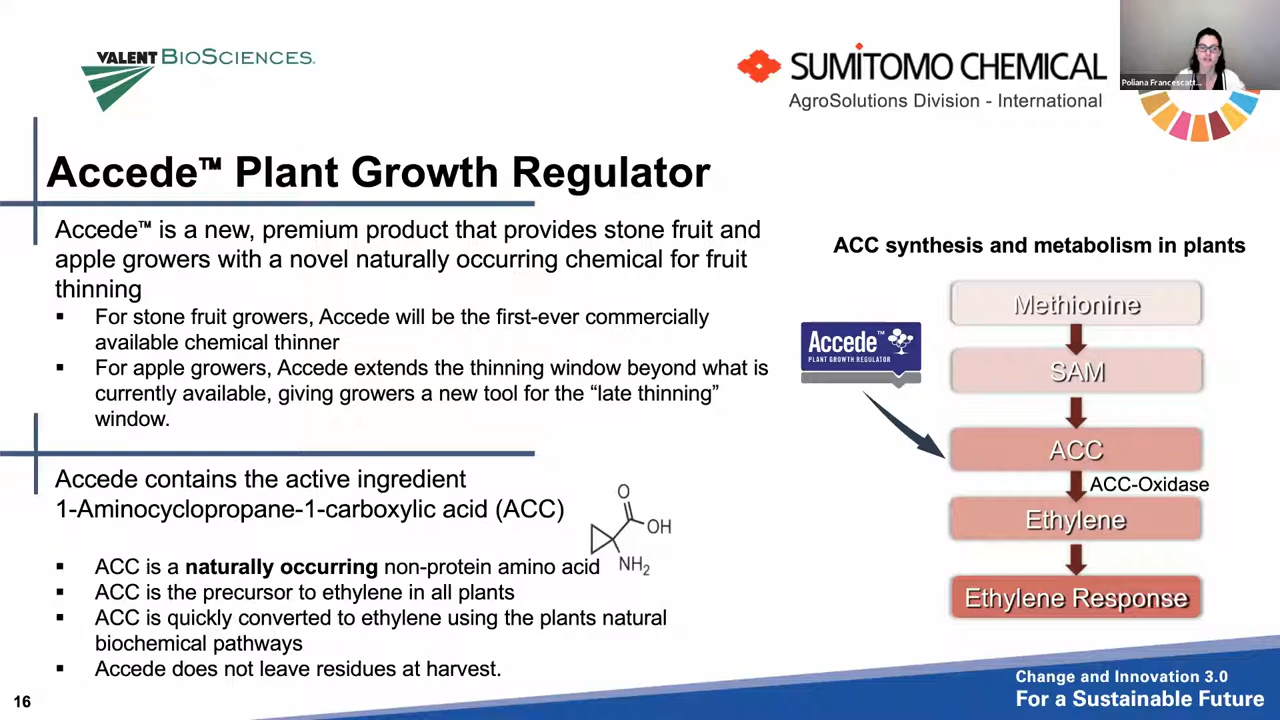 VALENT BIOSCIENCES.
SUMITOMO CHEMICAL
AgroSolutions Division - International
Poliana Francescatt...
Accede™ Plant Growth Regulator
Accede™ is a new, premium product that provides stone fruit and
apple growers with a novel naturally occurring chemical for fruit
thinning
▪ For stone fruit growers, Accede will be the first-ever commercially
available chemical thinner
▪ For apple growers, Accede extends the thinning window beyond what is
currently available, giving growers a new tool for the “late thinning”
window.
Accede contains the active ingredient
1-Aminocyclopropane-1-carboxylic acid (ACC)
O
OH
NH2
▪ ACC is a naturally occurring non-protein amino acid
▪ ACC is the precursor to ethylene in all plants
▪ ACC is quickly converted to ethylene using the plants natural
biochemical pathways
▪ Accede does not leave residues at harvest.
ACC synthesis and metabolism in plants
Accede™
PLANT GROWTH REGULATOR
Methionine
SAM
ACC
ACC-Oxidase
Ethylene
Ethylene Response
16
Change and Innovation 3.0
For a Sustainable Future